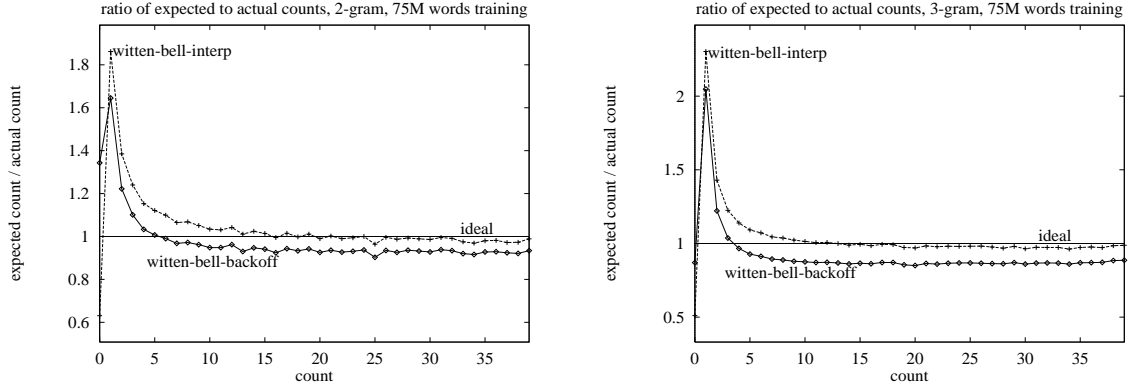 ratio of expected to actual counts, 2-gram, 75M words training
expected count / actual count
1.8
1.6
1.4
1.2
1
0.8
0.6
witten-bell-interp
ideal
witten-bell-backoff
0 5 10 15 20 25 30 35
count
ratio of expected to actual counts, 3-gram, 75M words training
expected count / actual count
2
1.5
1
0.5
witten-bell-interp
ideal
witten-bell-backoff
0 5 10 15 20 25 30 35
count